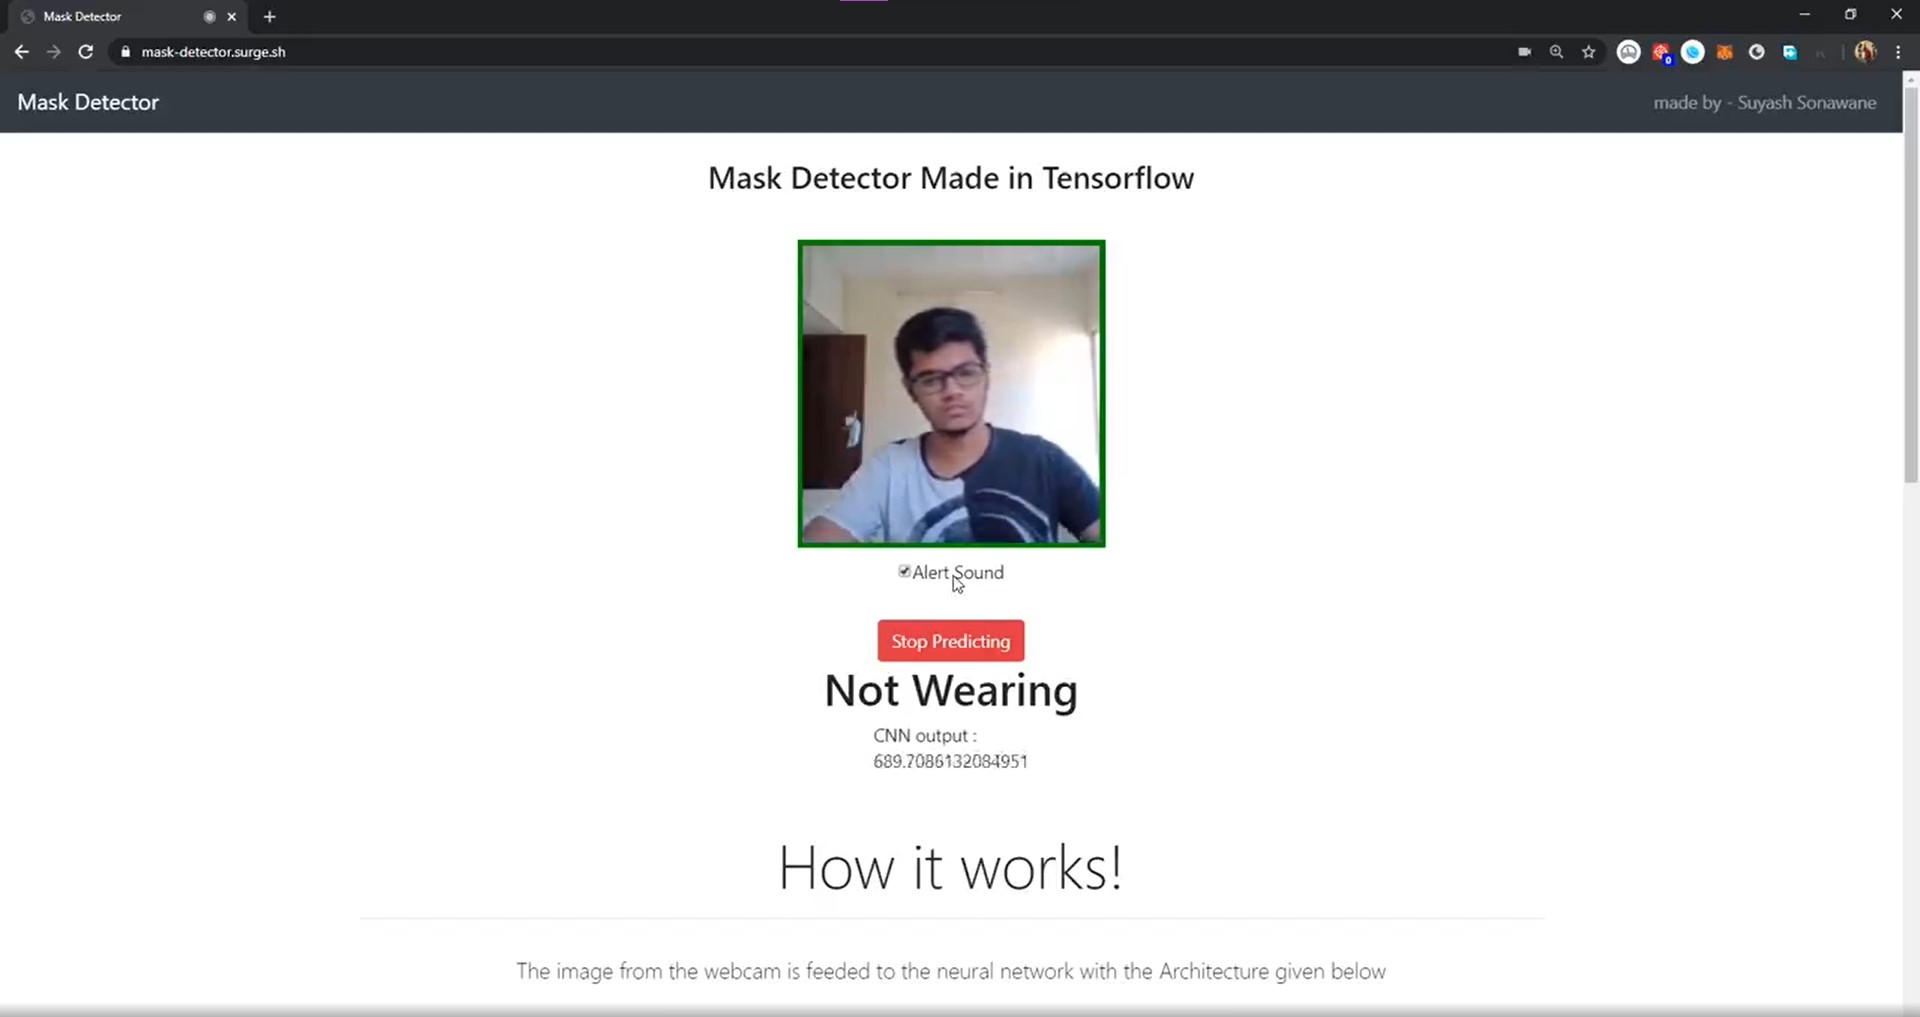 Mask Detector
mask-detector.surge.sh
0
Mask Detector
made by - Suyash Sonawane
Mask Detector Made in Tensorflow
Alert Sound
Stop Predicting
Not Wearing
CNN output :
689.7086132084951
How it works!
The image from the webcam is feeded to the neural network with the Architecture given below